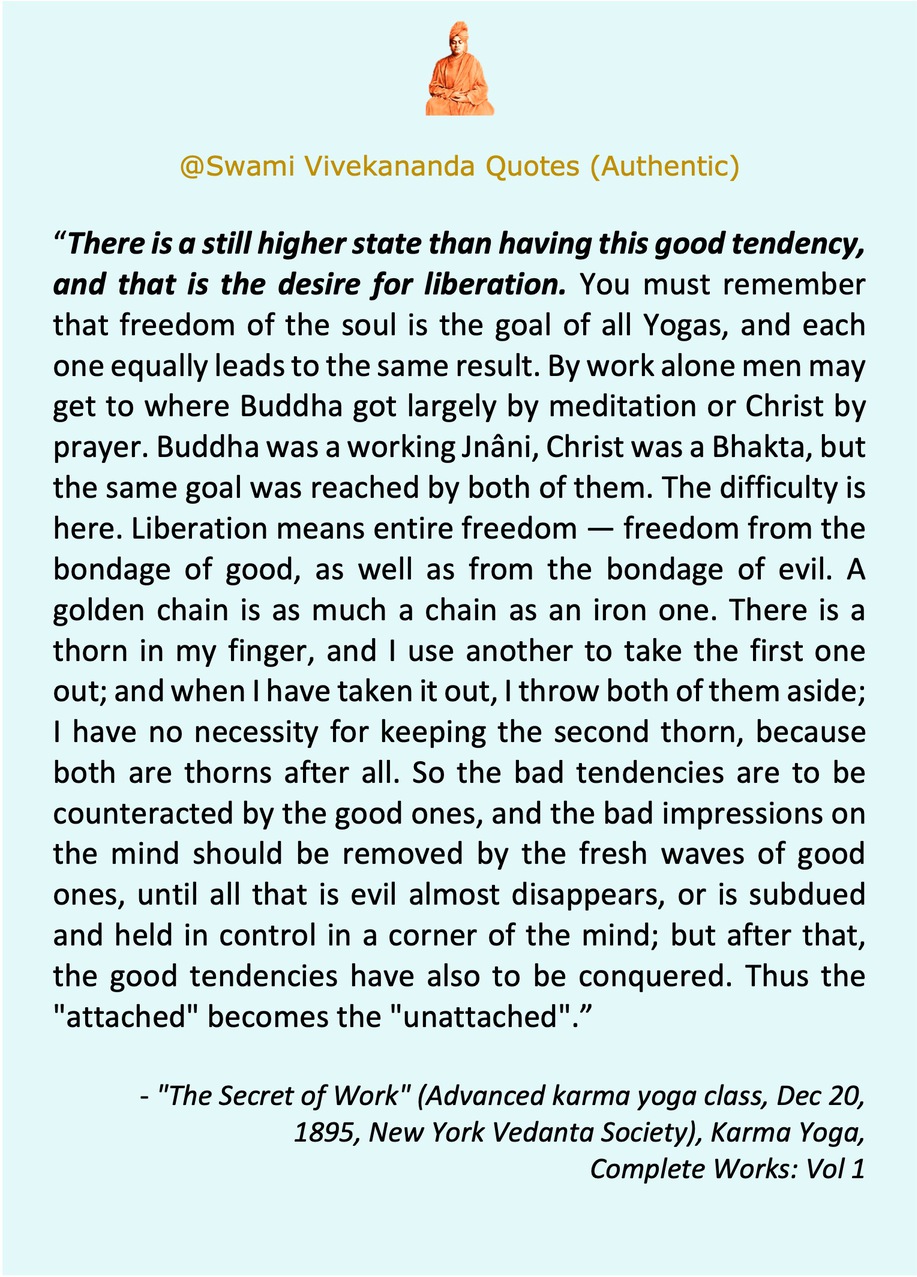 @Swami Vivekananda Quotes (Authentic)
“There is a still higher state than having this good tendency,
and that is the desire for liberation. You must remember
that freedom of the soul is the goal of all Yogas, and each
one equally leads to the same result. By work alone men may
get to where Buddha got largely by meditation or Christ by
prayer. Buddha was a working Jnâni, Christ was a Bhakta, but
the same goal was reached by both of them. The difficulty is
here. Liberation means entire freedom — freedom from the
bondage of good, as well as from the bondage of evil. A
golden chain is as much a chain as an iron one. There is a
thorn in my finger, and I use another to take the first one
out; and when I have taken it out, I throw both of them aside;
I have no necessity for keeping the second thorn, because
both are thorns after all. So the bad tendencies are to be
counteracted by the good ones, and the bad impressions on
the mind should be removed by the fresh waves of good
ones, until all that is evil almost disappears, or is subdued
and held in control in a corner of the mind; but after that,
the good tendencies have also to be conquered. Thus the
"attached" becomes the "unattached".”
- "The Secret of Work" (Advanced karma yoga class, Dec 20,
1895, New York Vedanta Society), Karma Yoga,
Complete Works: Vol 1